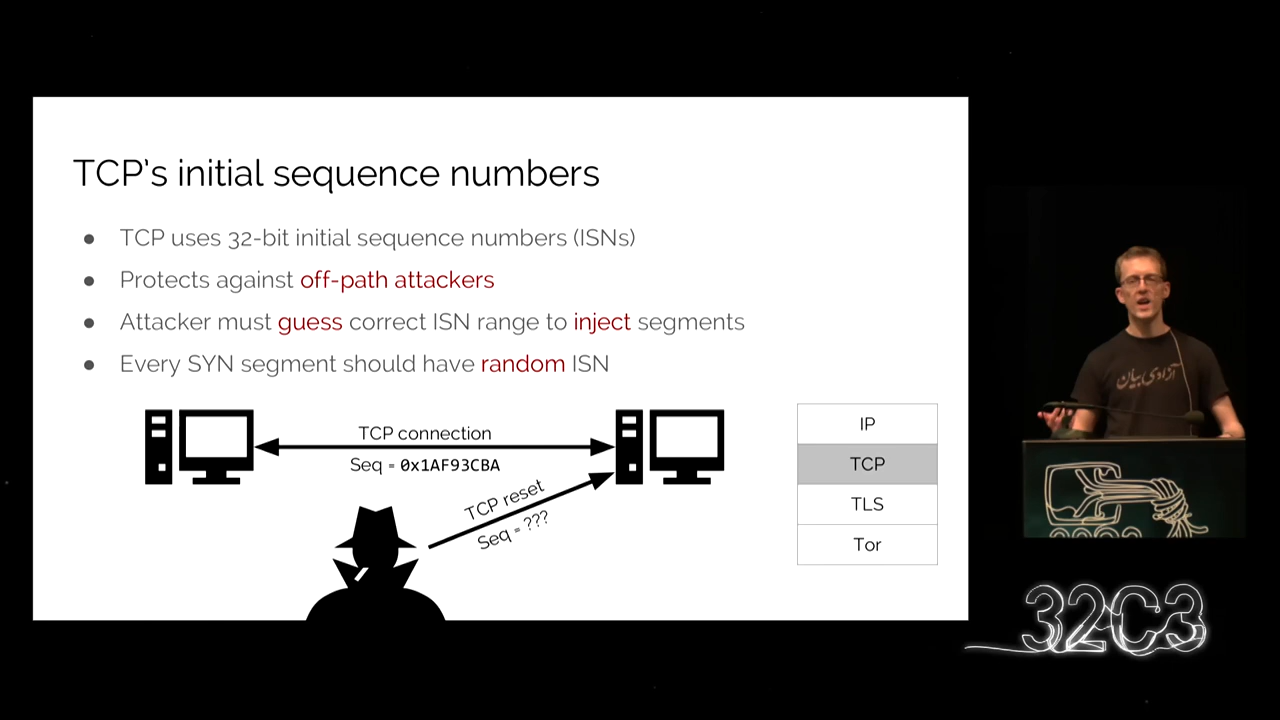 TCP's initial sequence numbers
● TCP uses 32-bit initial sequence numbers (ISNs)
● Protects against off-path attackers
● Attacker must guess correct ISN range to inject segments
● Every SYN segment should have random ISN
TCP connection
Seq = 0x1AF93CBA
TCP reset
Seq = ???
IP
TCP
TLS
Tor
آزادی بیان
32C3